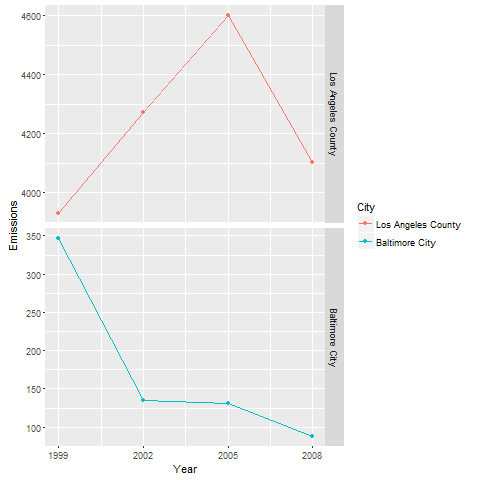 4600
4400
4200
4000
Los Angeles County
Emissions
350
300
250
200
150
100
Baltimore City
1999 2002 2005 2008
Year
City
Los Angeles County
Baltimore City